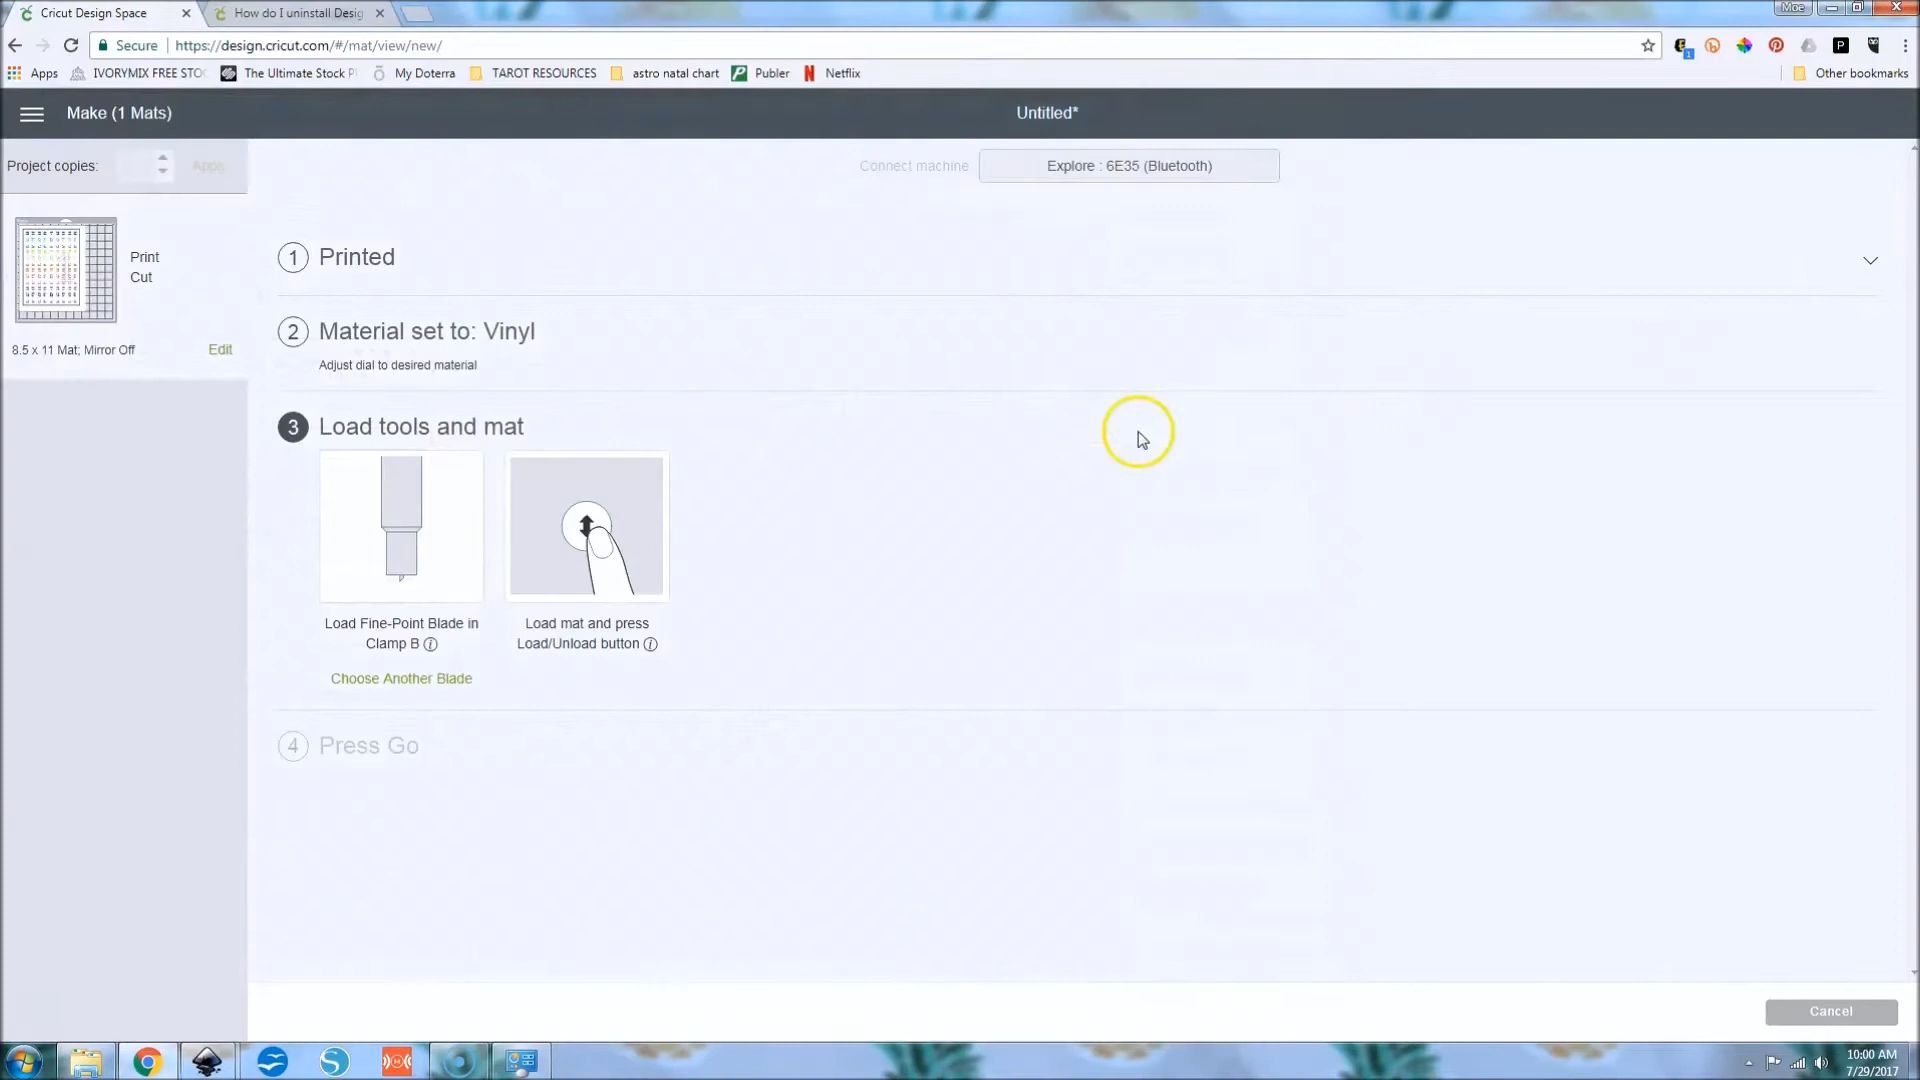 Cricut Design Space
How do I uninstall Desig
Moe
Secure
https://design.cricut.com/#/mat/view/new/
1
P
Apps
IVORYMIX FREE STO
The Ultimate Stock P
My Doterra
TAROT RESOURCES
astro natal chart
Publer
Netflix
Other bookmarks
Make (1 Mats)
Untitled*
Project copies:
Apply
Connect machine
Explore : 6E35 (Bluetooth)
Print
Cut
8.5 x 11 Mat; Mirror Off
Edit
1 Printed
2 Material set to: Vinyl
Adjust dial to desired material
3 Load tools and mat
Load Fine-Point Blade in
Clamp B
Load mat and press
Load/Unload button
Choose Another Blade
4 Press Go
Cancel
10:00 AM
7/29/2017